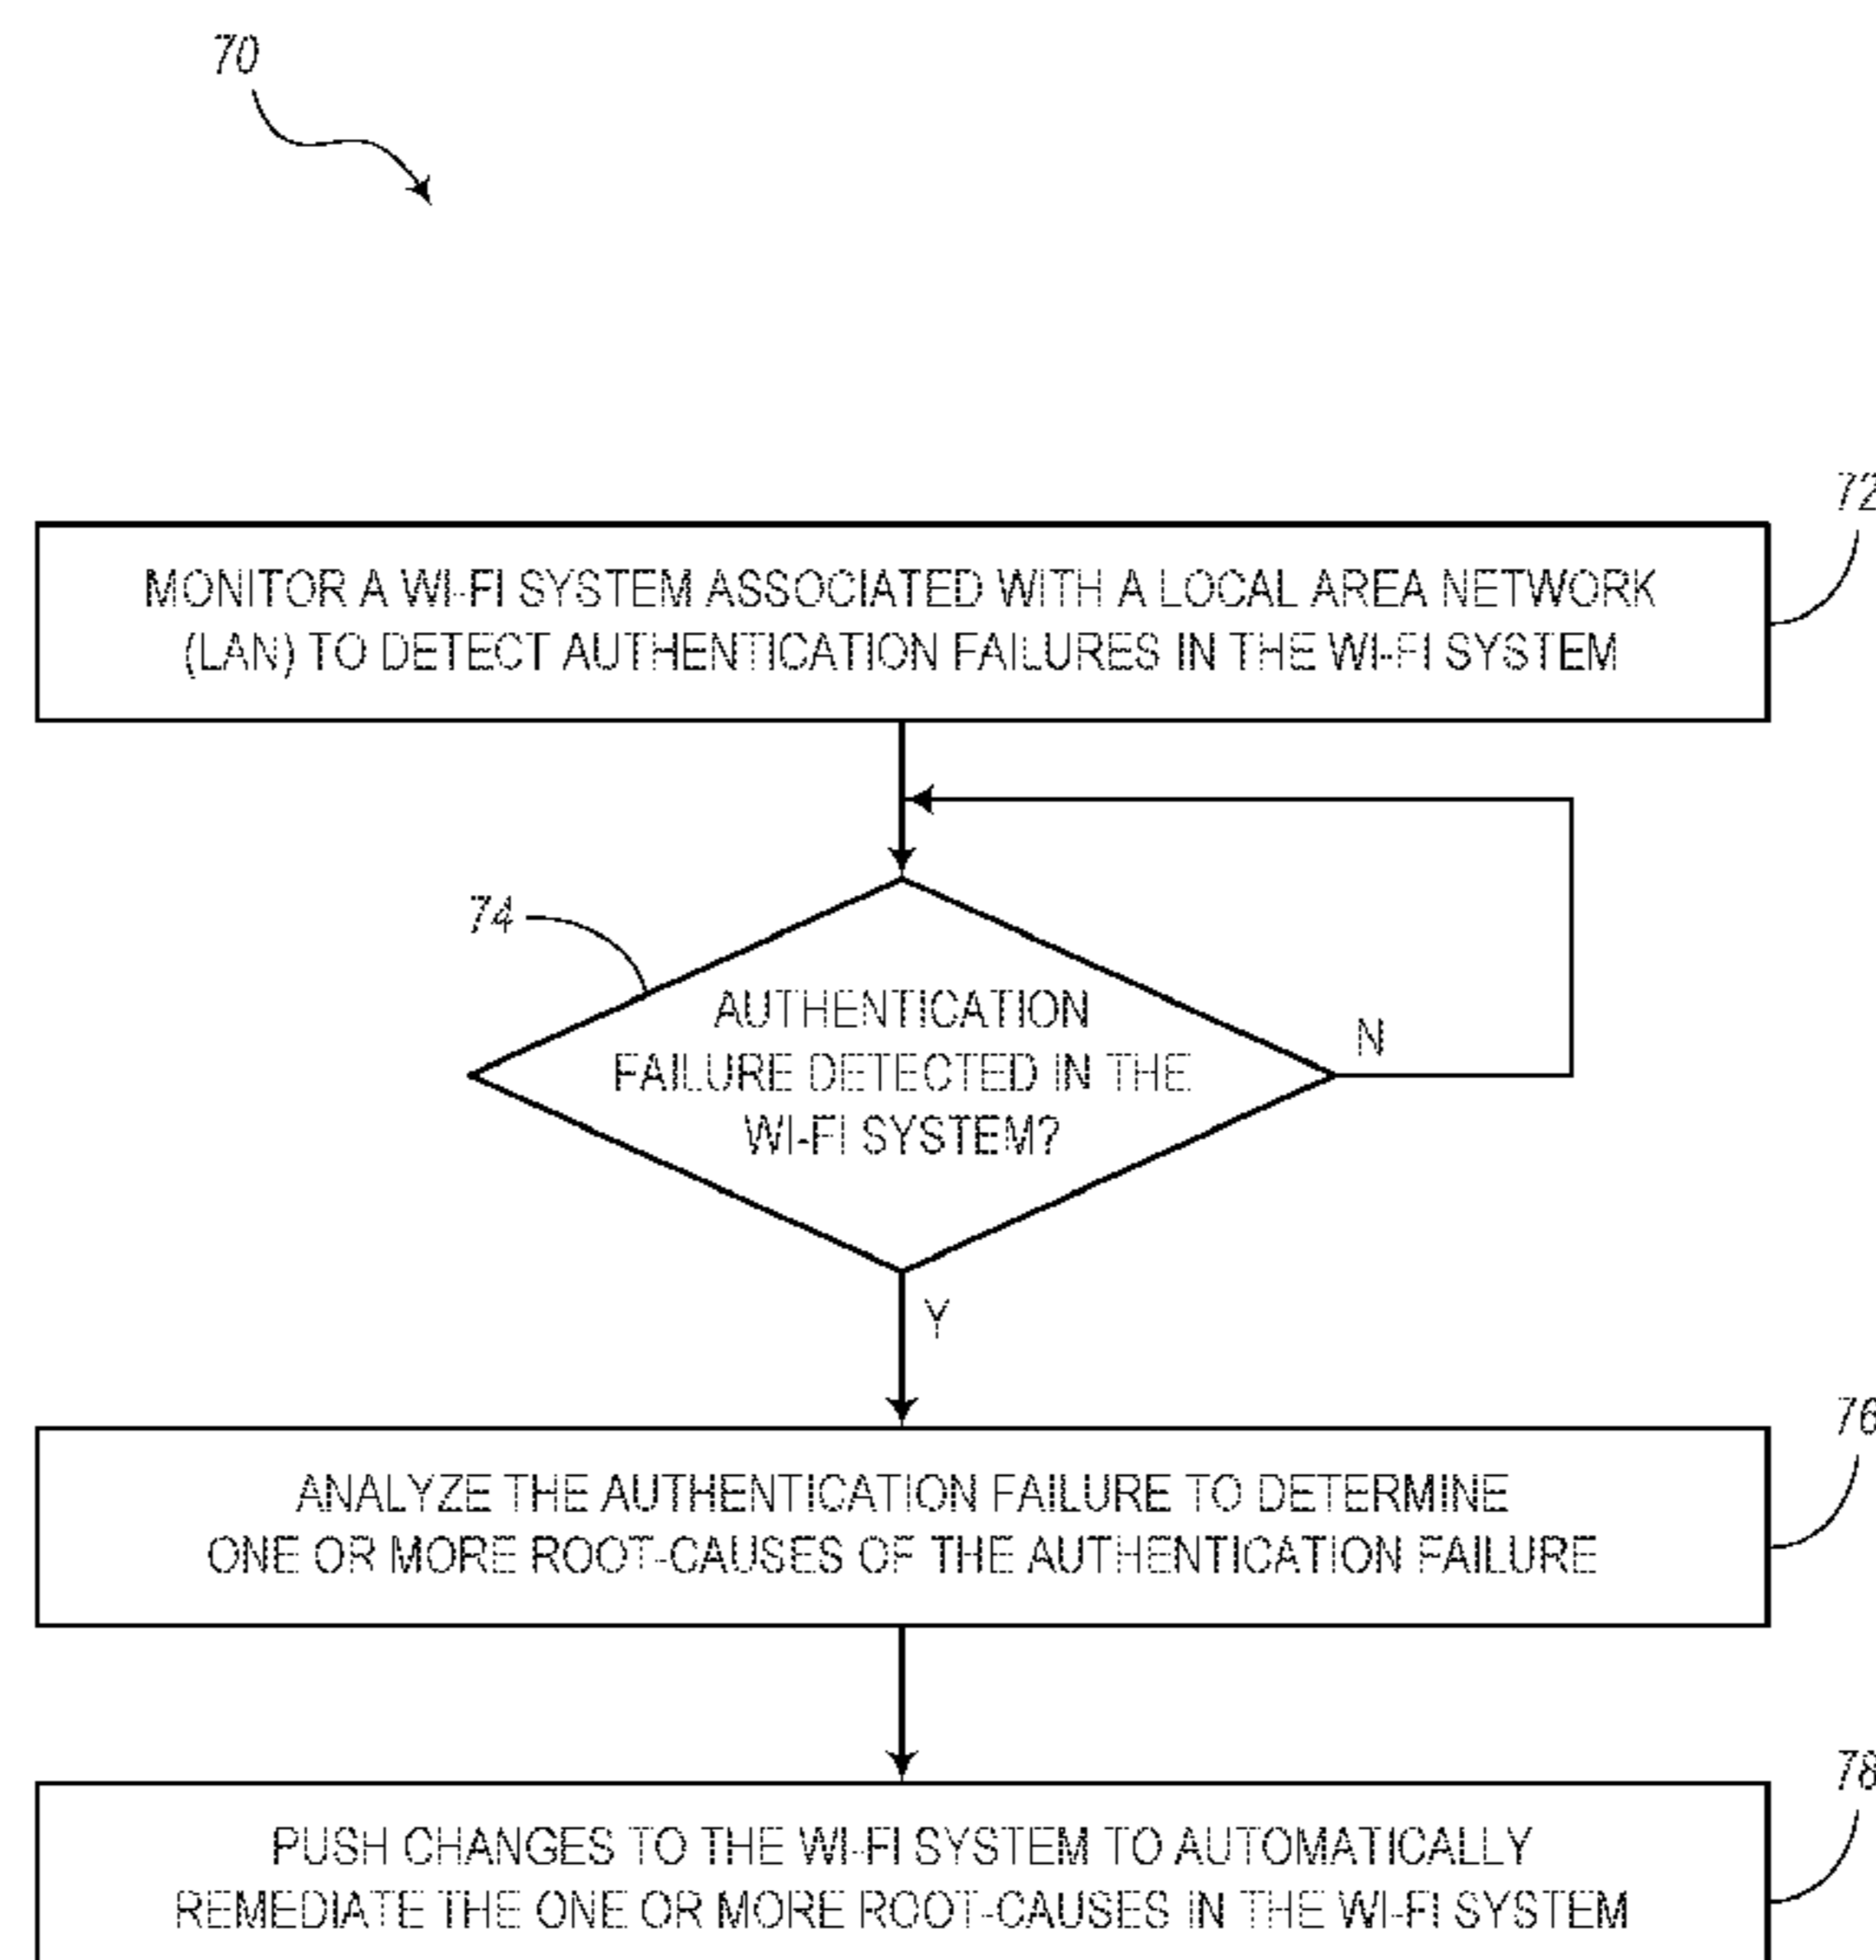 70
72
MONITOR A WI-FI SYSTEM ASSOCIATED WITH A LOCAL AREA NETWORK
(LAN) TO DETECT AUTHENTICATION FAILURES IN THE WI-FI SYSTEM
74
AUTHENTICATION
FAILURE DETECTED IN THE
WI-FI SYSTEM?
N
Y
76
ANALYZE THE AUTHENTICATION FAILURE TO DETERMINE
ONE OR MORE ROOT-CAUSES OF THE AUTHENTICATION FAILURE
78
PUSH CHANGES TO THE WI-FI SYSTEM TO AUTOMATICALLY
REMEDIATE THE ONE OR MORE ROOT-CAUSES IN THE WI-FI SYSTEM